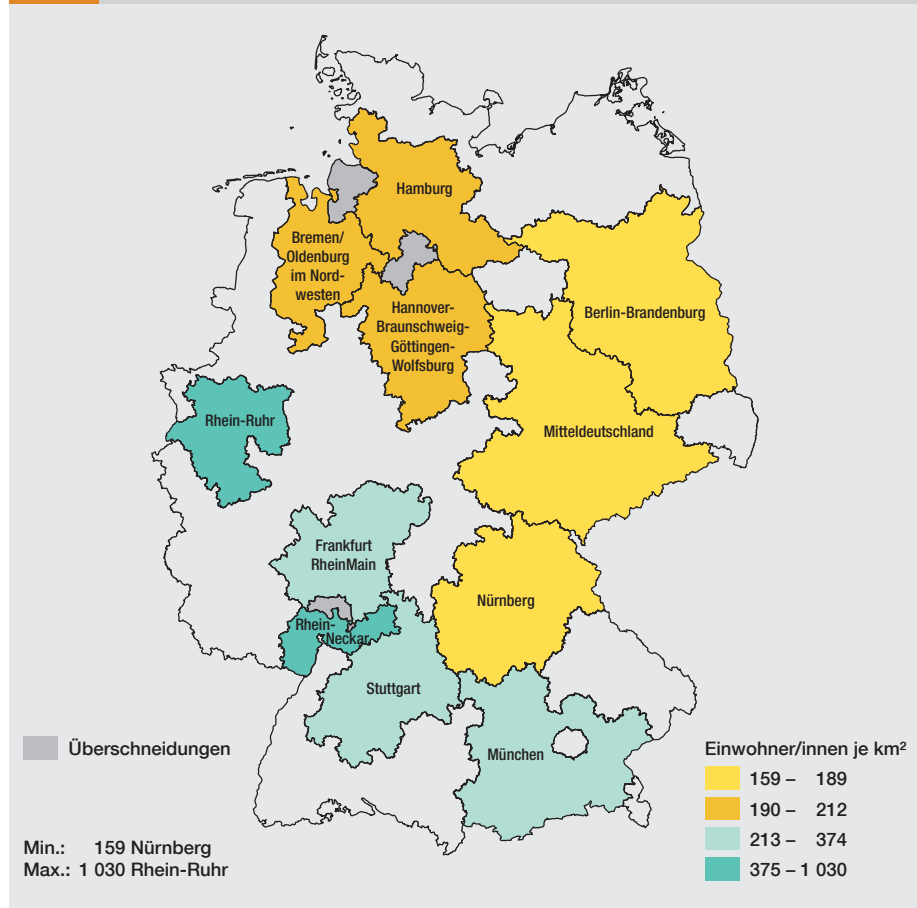 Hamburg
Bremen/
Oldenburg
im Nord-
westen
Hannover-
Braunschweig-
Göttingen-
Wolfsburg
Berlin-Brandenburg
Rhein-Ruhr
Mitteldeutschland
Frankfurt
RheinMain
Nürnberg
Rhein-
Neckar
Stuttgart
München
Überschneidungen
Min.: 159 Nürnberg
Max.: 1 030 Rhein-Ruhr
Einwohner/innen je km²
159 – 189
190 – 212
213 – 374
375 – 1 030